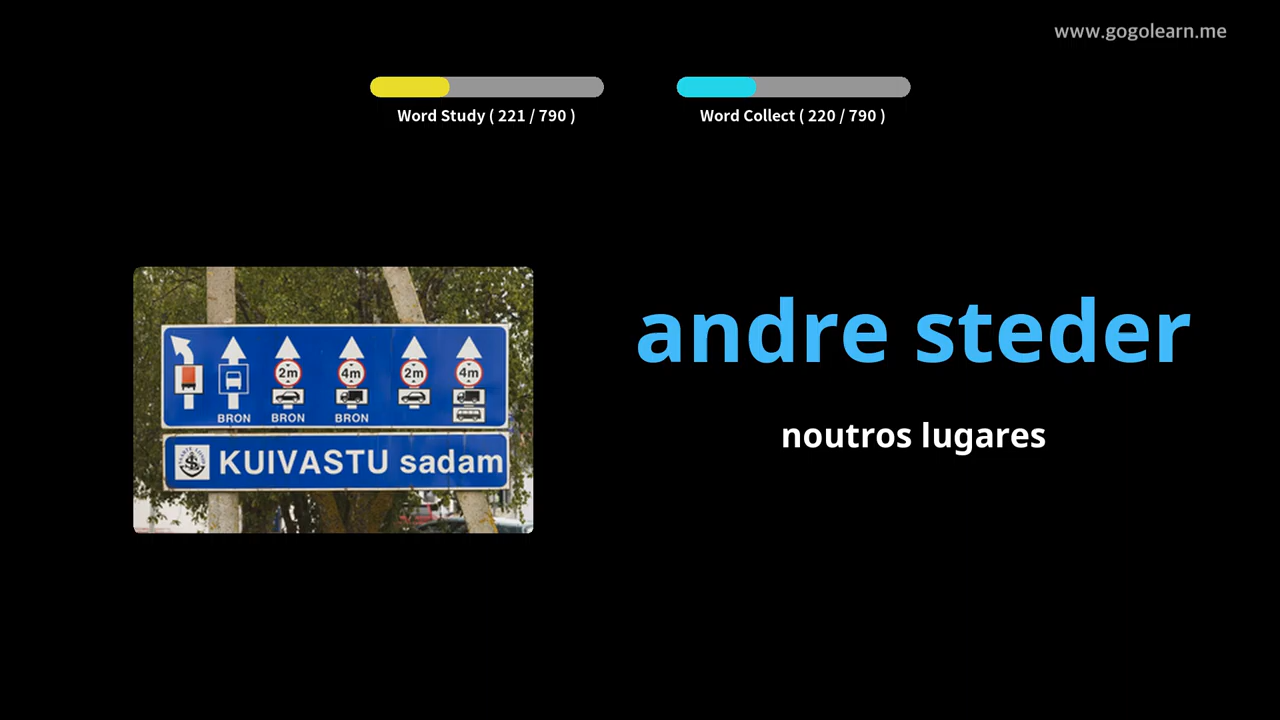 www.gogolearn.me
Word Study ( 221 / 790 )
Word Collect ( 220 / 790 )
andre steder
noutros lugares
2m
4m
2m
4m
BRON
BRON
BRON
KUIVASTU sadam